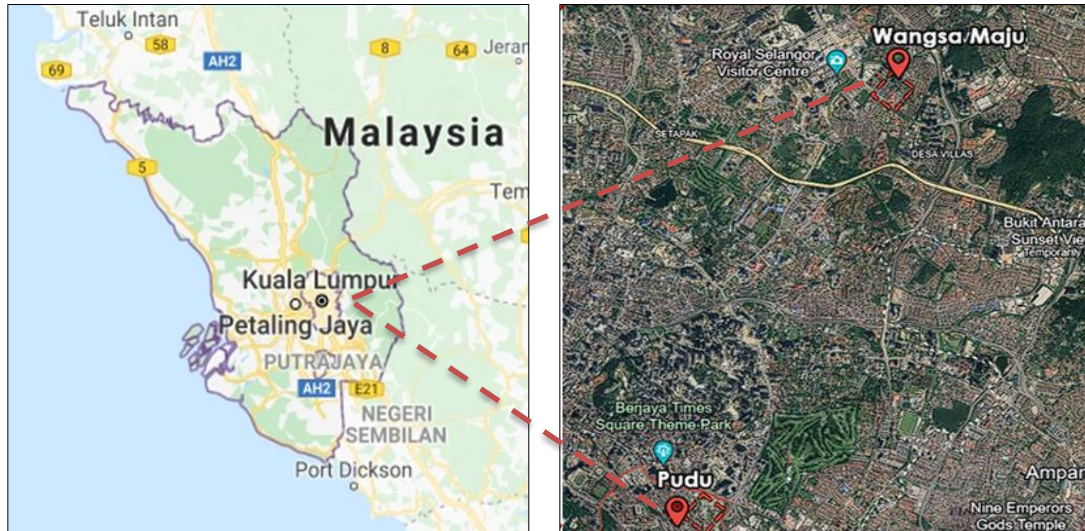 Teluk Intan
58
8
64
Jeran
69
AH2
Malaysia
5
Tem
Kuala Lumpur
Petaling Jaya
PUTRAJAYA
AH2
E21
NEGERI
SEMBILAN
Port Dickson
Wangsa Maju
Royal Selangor
Visitor Centre
SETAPAK
DESA VILLAS
Bukit Antara
Sunset Vie
Temporarily
Berjaya Times
Square Theme Park
Pudu
Ampan
Nine Emperors
Gods Temple